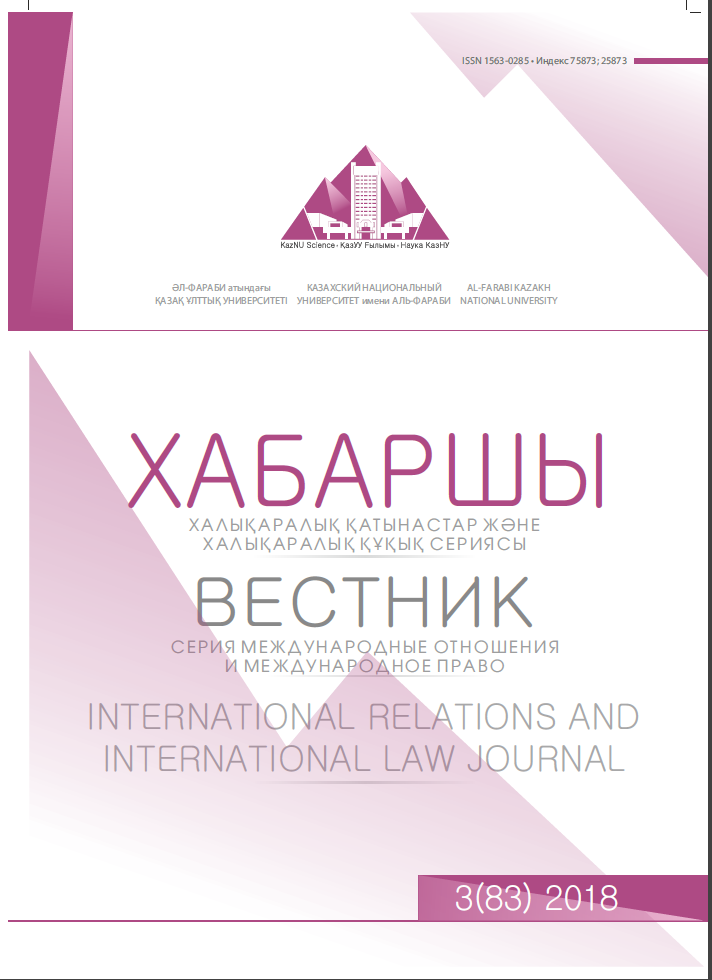 ISSN 1563-0285 • Индекс 75873; 25873
KazNU Science · ҚазУУ Ғылымы · Наука КазНУ
ӘЛ-ФАРАБИ атындағы
ҚАЗАҚ ҰЛТТЫҚ УНИВЕРСИТЕТІ
КАЗАХСКИЙ НАЦИОНАЛЬНЫЙ
УНИВЕРСИТЕТ имени АЛЬ-ФАРАБИ
AL-FARABI KAZAKH
NATIONAL UNIVERSITY
ХАБАРШЫ
ХАЛЫҚАРАЛЫҚ ҚАТЫНАСТАР ЖӘНЕ
ХАЛЫҚАРАЛЫҚ ҚҰҚЫҚ СЕРИЯСЫ
ВЕСТНИК
СЕРИЯ МЕЖДУНАРОДНЫЕ ОТНОШЕНИЯ
И МЕЖДУНАРОДНОЕ ПРАВО
INTERNATIONAL RELATIONS AND
INTERNATIONAL LAW JOURNAL
3(83) 2018